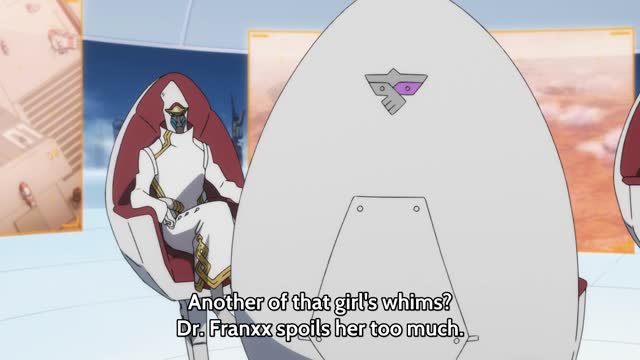 Another of that girl's whims?
Dr. Franxx spoils her too much.